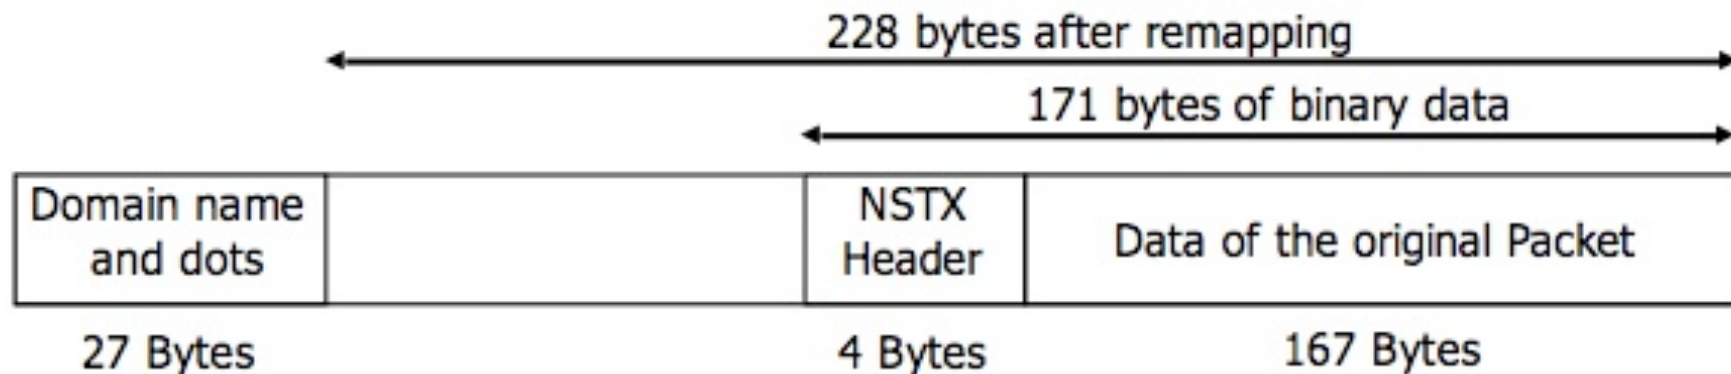 228 bytes after remapping
171 bytes of binary data
Domain name
and dots
NSTX
Header
Data of the original Packet
27 Bytes
4 Bytes
167 Bytes